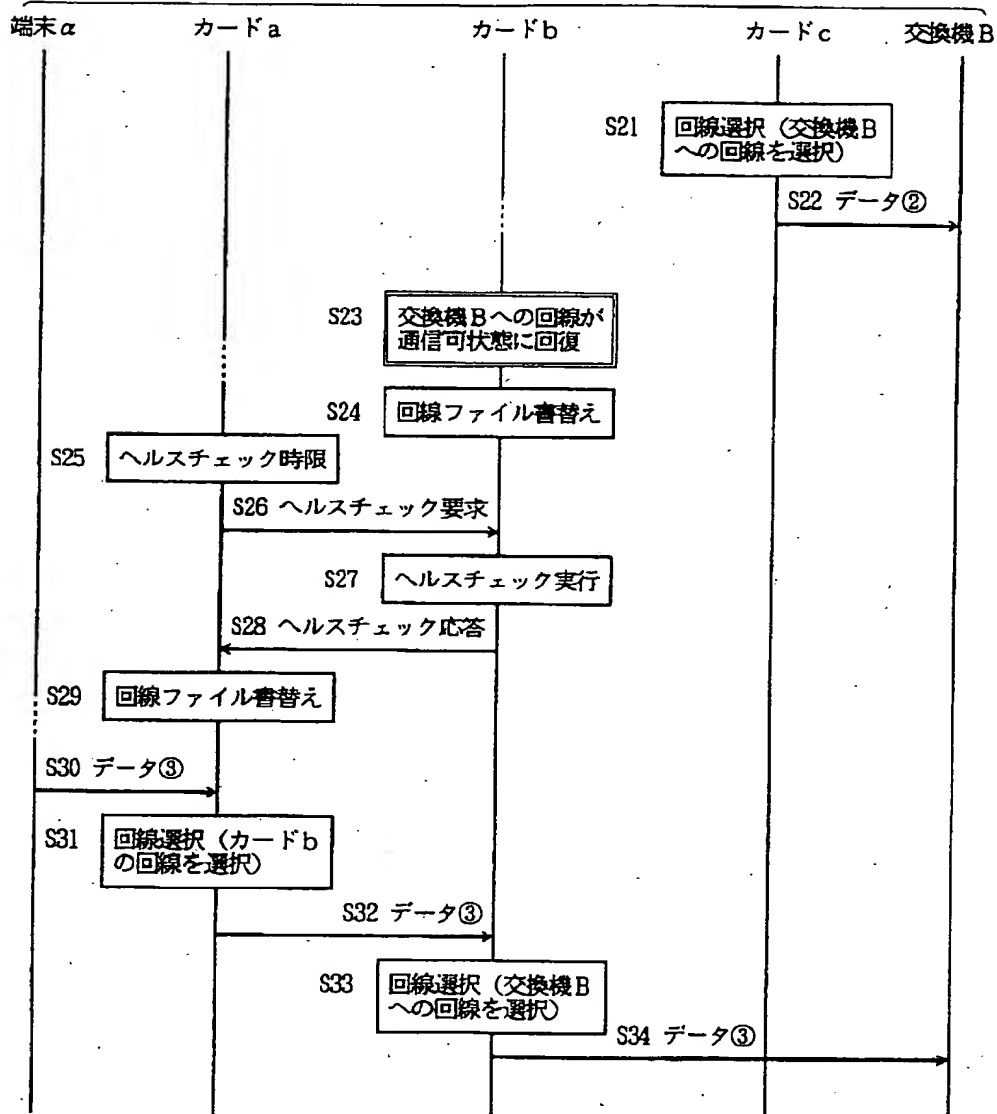 端末α カードa カードb カードc 交換機B
S21 回線選択（交換機B
への回線を選択）
S22 データ②
S23 交換機Bへの回線が
通信可状態に回復
S24 回線ファイル書替え
S25 ヘルスチェック時限
S26 ヘルスチェック要求
S27 ヘルスチェック実行
S28 ヘルスチェック応答
S29 回線ファイル書替え
S30 データ③
S31 回線選択（カードb
の回線を選択）
S32 データ③
S33 回線選択（交換機B
への回線を選択）
S34 データ③